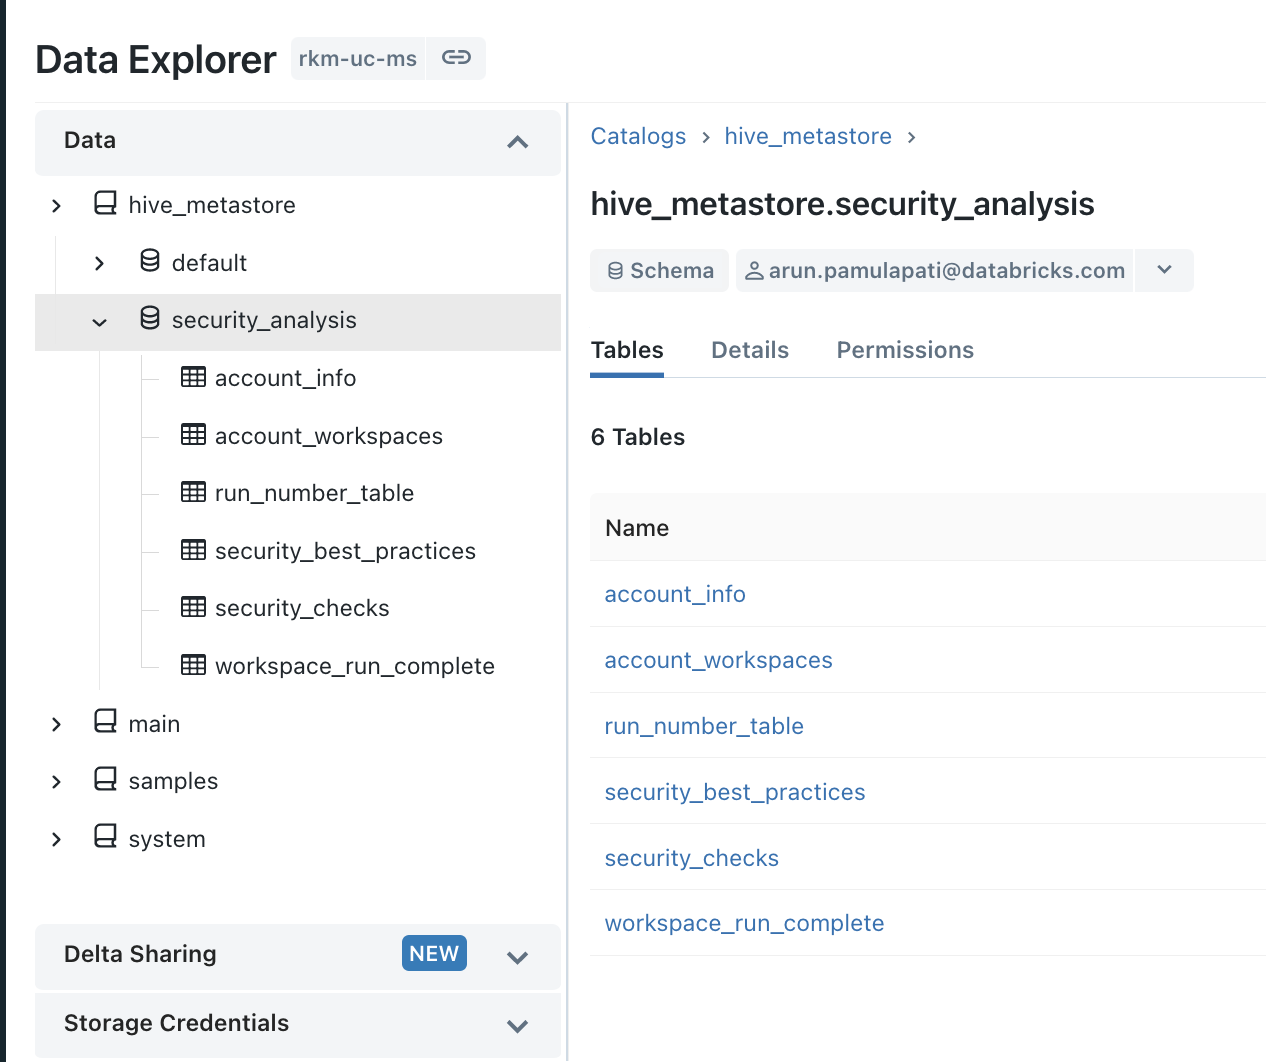 Data Explorer
rkm-uc-ms
Data
hive_metastore
default
security_analysis
account_info
account_workspaces
run_number_table
security_best_practices
security_checks
workspace_run_complete
main
samples
system
Delta Sharing NEW
Storage Credentials
Catalogs > hive_metastore >
hive_metastore.security_analysis
Schema arun.pamulapati@databricks.com
Tables Details Permissions
6 Tables
Name
account_info
account_workspaces
run_number_table
security_best_practices
security_checks
workspace_run_complete